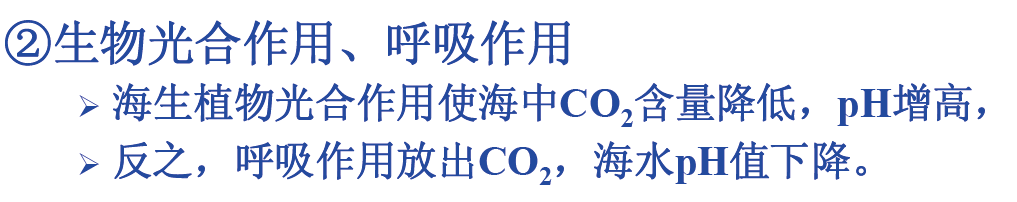 ②生物光合作用、呼吸作用
➢ 海生植物光合作用使海中CO₂含量降低，pH增高，
➢ 反之，呼吸作用放出CO₂，海水pH值下降。